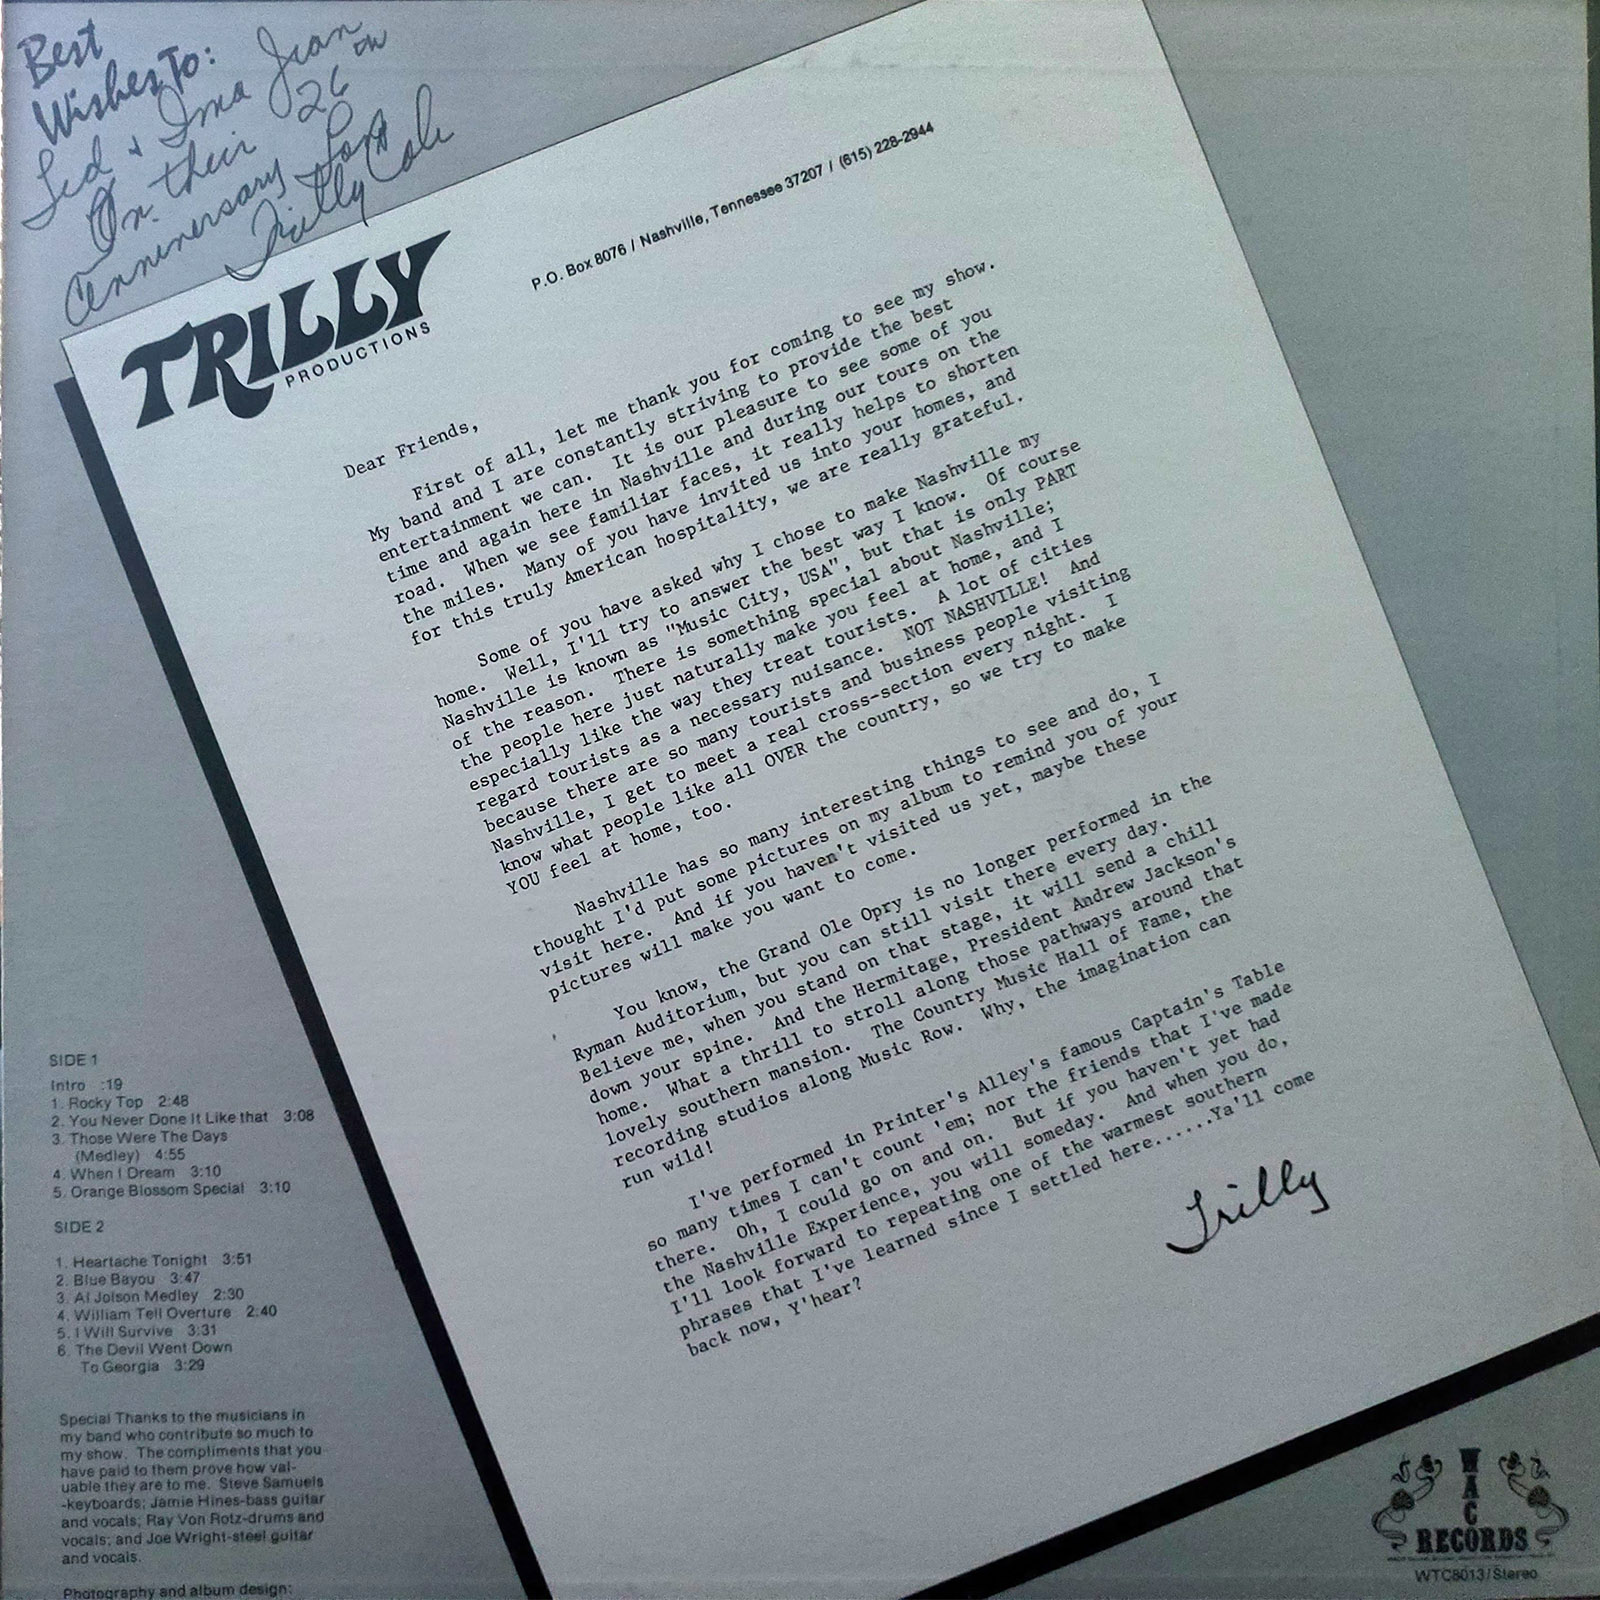 Best
Wishes To:
Ted & Ima Jean
On their 26th
Anninersary Love
Trilly Cole
TRILLY
PRODUCTIONS
P.O. Box 8076 / Nashville, Tennessee 37207 / (615) 228-2944
Dear Friends,
First of all, let me thank you for coming to see my show.
My band and I are constantly striving to provide the best
entertainment we can. It is our pleasure to see some of you
time and again here in Nashville and during our tours on the
road. When we see familiar faces, it really helps to shorten
the miles. Many of you have invited us into your homes, and
for this truly American hospitality, we are really grateful.
Some of you have asked why I chose to make Nashville my
home. Well, I'll try to answer the best way I know. Of course
Nashville is known as "Music City, USA", but that is only PART
of the reason. There is something special about Nashville;
the people here just naturally make you feel at home, and I
especially like the way they treat tourists. A lot of cities
regard tourists as a necessary nuisance. NOT NASHVILLE! And
because there are so many tourists and business people visiting
Nashville, I get to meet a real cross-section every night. I
know what people like all OVER the country, so we try to make
YOU feel at home, too.
Nashville has so many interesting things to see and do, I
thought I'd put some pictures on my album to remind you of your
visit here. And if you haven't visited us yet, maybe these
pictures will make you want to come.
You know, the Grand Ole Opry is no longer performed in the
Ryman Auditorium, but you can still visit there every day.
Believe me, when you stand on that stage, it will send a chill
down your spine. And the Hermitage, President Andrew Jackson's
home. What a thrill to stroll along those pathways around that
lovely southern mansion. The Country Music Hall of Fame, the
recording studios along Music Row. Why, the imagination can
run wild!
I've performed in Printer's Alley's famous Captain's Table
so many times I can't count 'em; nor the friends that I've made
there. Oh, I could go on and on. But if you haven't yet had
the Nashville Experience, you will someday. And when you do,
I'll look forward to repeating one of the warmest southern
phrases that I've learned since I settled here......Ya'll come
back now, Y'hear?
Trilly
SIDE 1
Intro :19
1. Rocky Top 2:48
2. You Never Done It Like that 3:08
3. Those Were The Days
(Medley) 4:55
4. When I Dream 3:10
5. Orange Blossom Special 3:10
SIDE 2
1. Heartache Tonight 3:51
2. Blue Bayou 3:47
3. Al Jolson Medley 2:30
4. William Tell Overture 2:40
5. I Will Survive 3:31
6. The Devil Went Down
To Georgia 3:29
Special Thanks to the musicians in
my band who contribute so much to
my show. The compliments that you
have paid to them prove how val-
uable they are to me. Steve Samuels
-keyboards; Jamie Hines-bass guitar
and vocals; Ray Von Rotz-drums and
vocals; and Joe Wright-steel guitar
and vocals.
Photography and album design:
WAC
RECORDS
WTC8013/Stereo